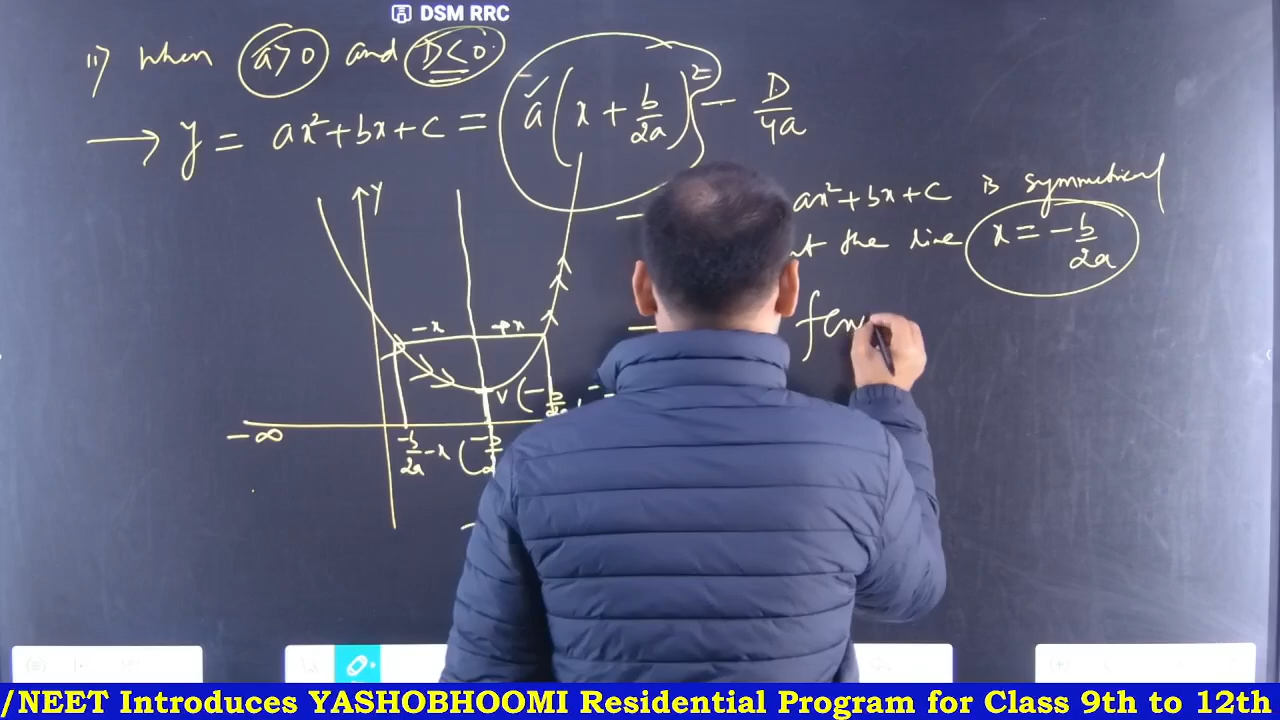 DSM RRC
ii) when a>0 and D<0.
→ y = ax²+bx+c = a(x + b/2a)² - D/4a
ax²+bx+c is symmetrical
the line x = -b/2a
Y
-x +x
V(-b/2a,
-∞
-b/2a-x (-b/2
/NEET Introduces YASHOBHOOMI Residential Program for Class 9th to 12th